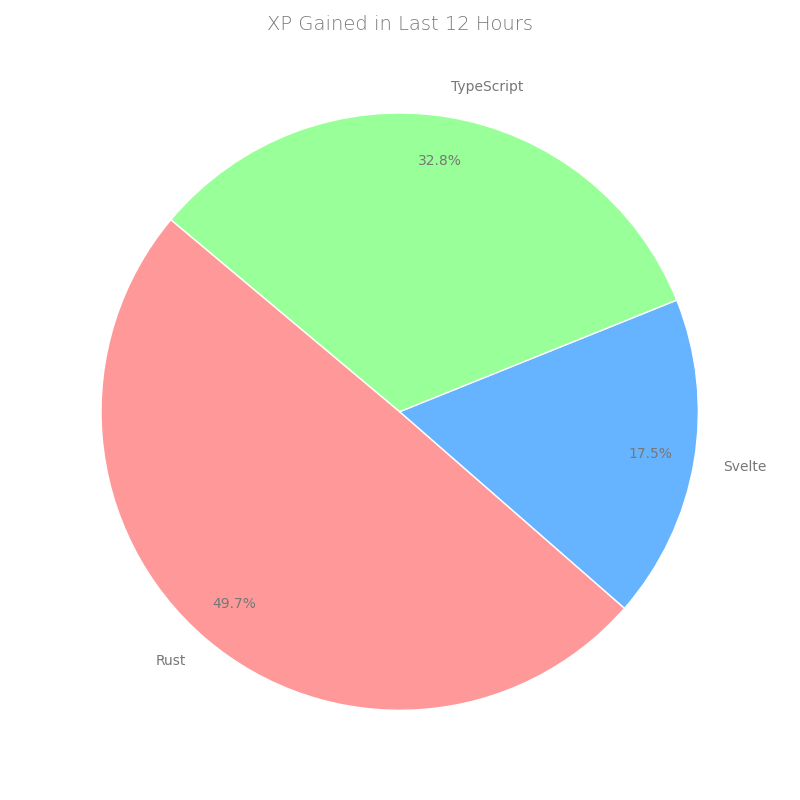 XP Gained in Last 12 Hours
TypeScript
32.8%
17.5%
Svelte
49.7%
Rust